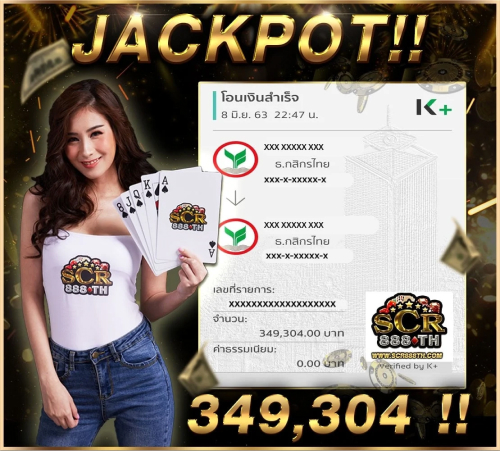 JACKPOT!!
โอนเงินสำเร็จ
8 มิ.ย. 63 22:47 น.
K+
XXX XXXXX XXX
ธ.กสิกรไทย
xxx-x-xxxxx-x
XXX XXXXX XXX
ธ.กสิกรไทย
xxx-x-xxxxx-x
เลขที่รายการ:
XXXXXXXXXXXXXXXXXXXX
จำนวน:
349,304.00 บาท
ค่าธรรมเนียม:
0.00 บาท
SCR
888TH
WWW.SCR888TH.COM
Verified by K+
8 J Q K A
SCR
888TH
A
SCR
888TH
349,304 !!